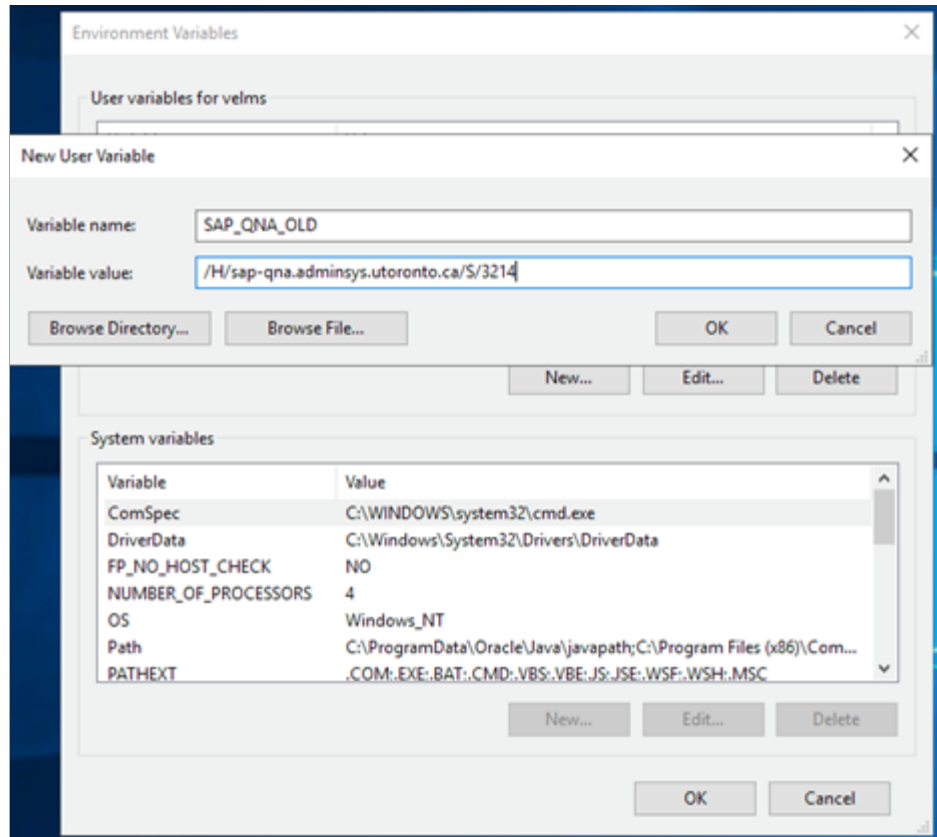 Environment Variables
User variables for velms
New User Variable
Variable name: SAP_QNA_OLD
Variable value: /H/sap-qna.adminsys.utoronto.ca/S/3214
Browse Directory... Browse File... OK Cancel
New... Edit... Delete
System variables
Variable Value
ComSpec C:\WINDOWS\system32\cmd.exe
DriverData C:\Windows\System32\Drivers\DriverData
FP_NO_HOST_CHECK NO
NUMBER_OF_PROCESSORS 4
OS Windows_NT
Path C:\ProgramData\Oracle\Java\javapath;C:\Program Files (x86)\Com...
PATHEXT .COM;.EXE;.BAT;.CMD;.VBS;.VBE;.JS;.JSE;.WSF;.WSH;.MSC
New... Edit... Delete
OK Cancel